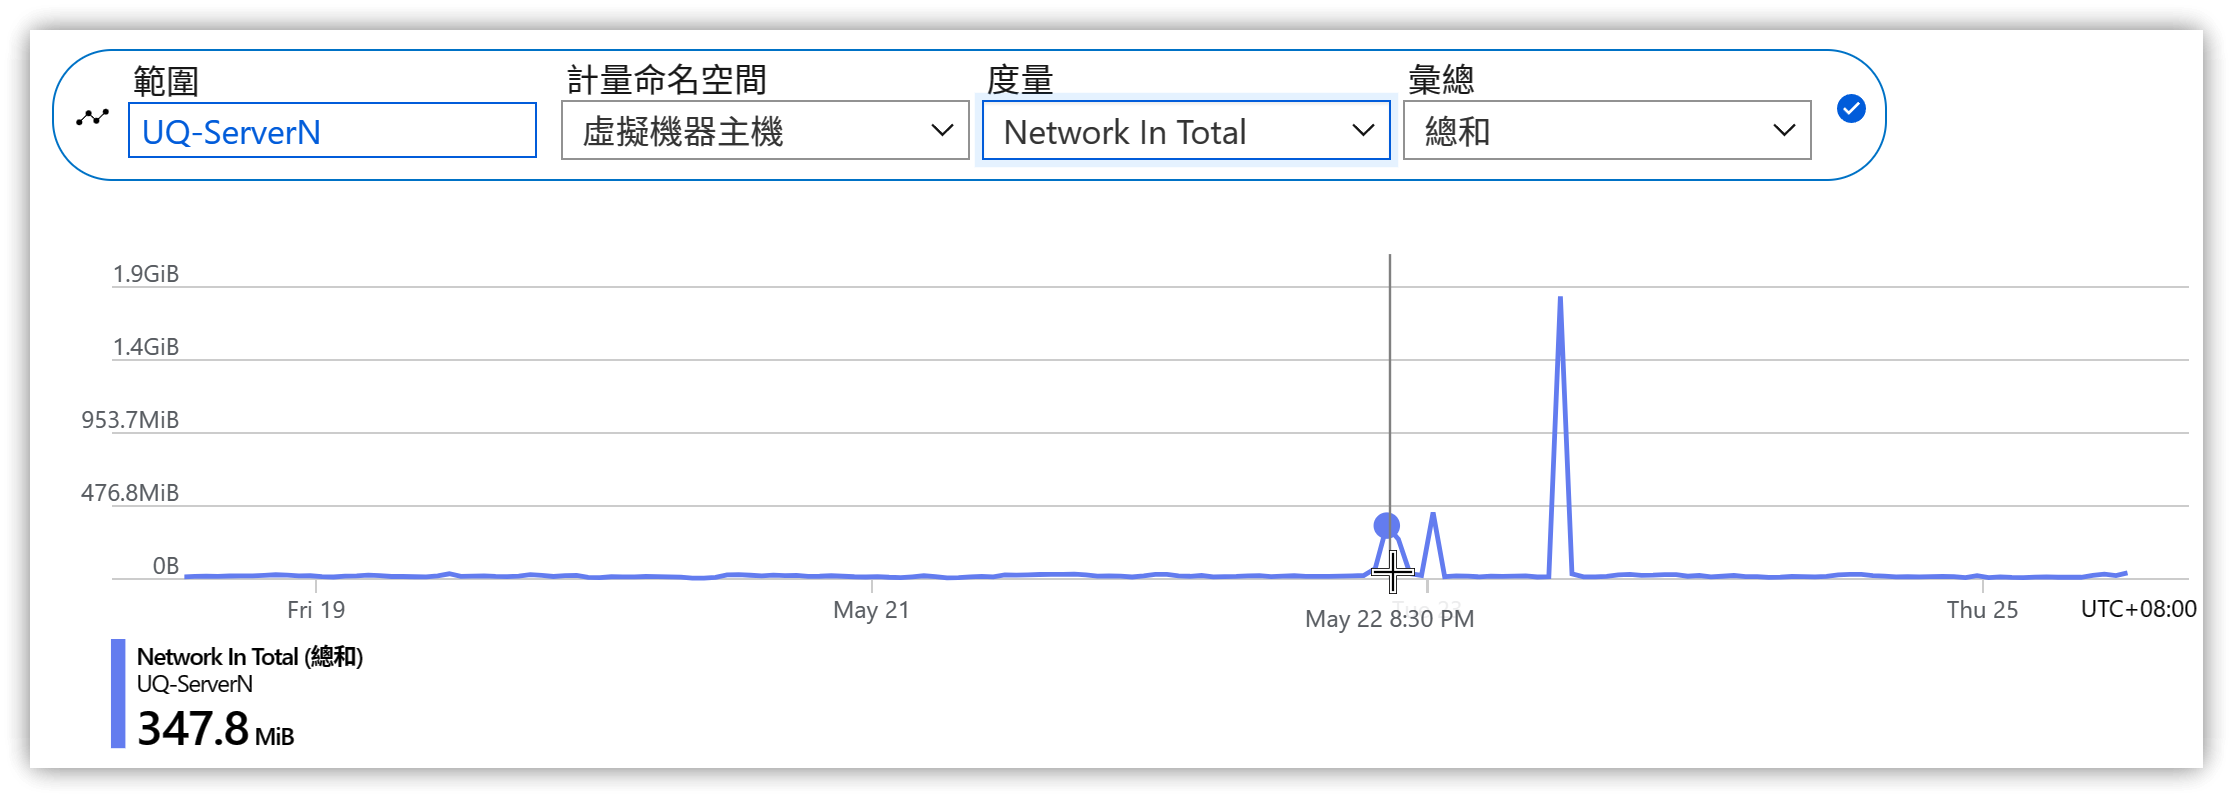 範圍
計量命名空間
度量
彙總
UQ-ServerN
虛擬機器主機
Network In Total
總和
1.9GiB
1.4GiB
953.7MiB
476.8MiB
0B
Fri 19
May 21
Tue 23
May 22 8:30 PM
Thu 25
UTC+08:00
Network In Total (總和)
UQ-ServerN
347.8 MiB